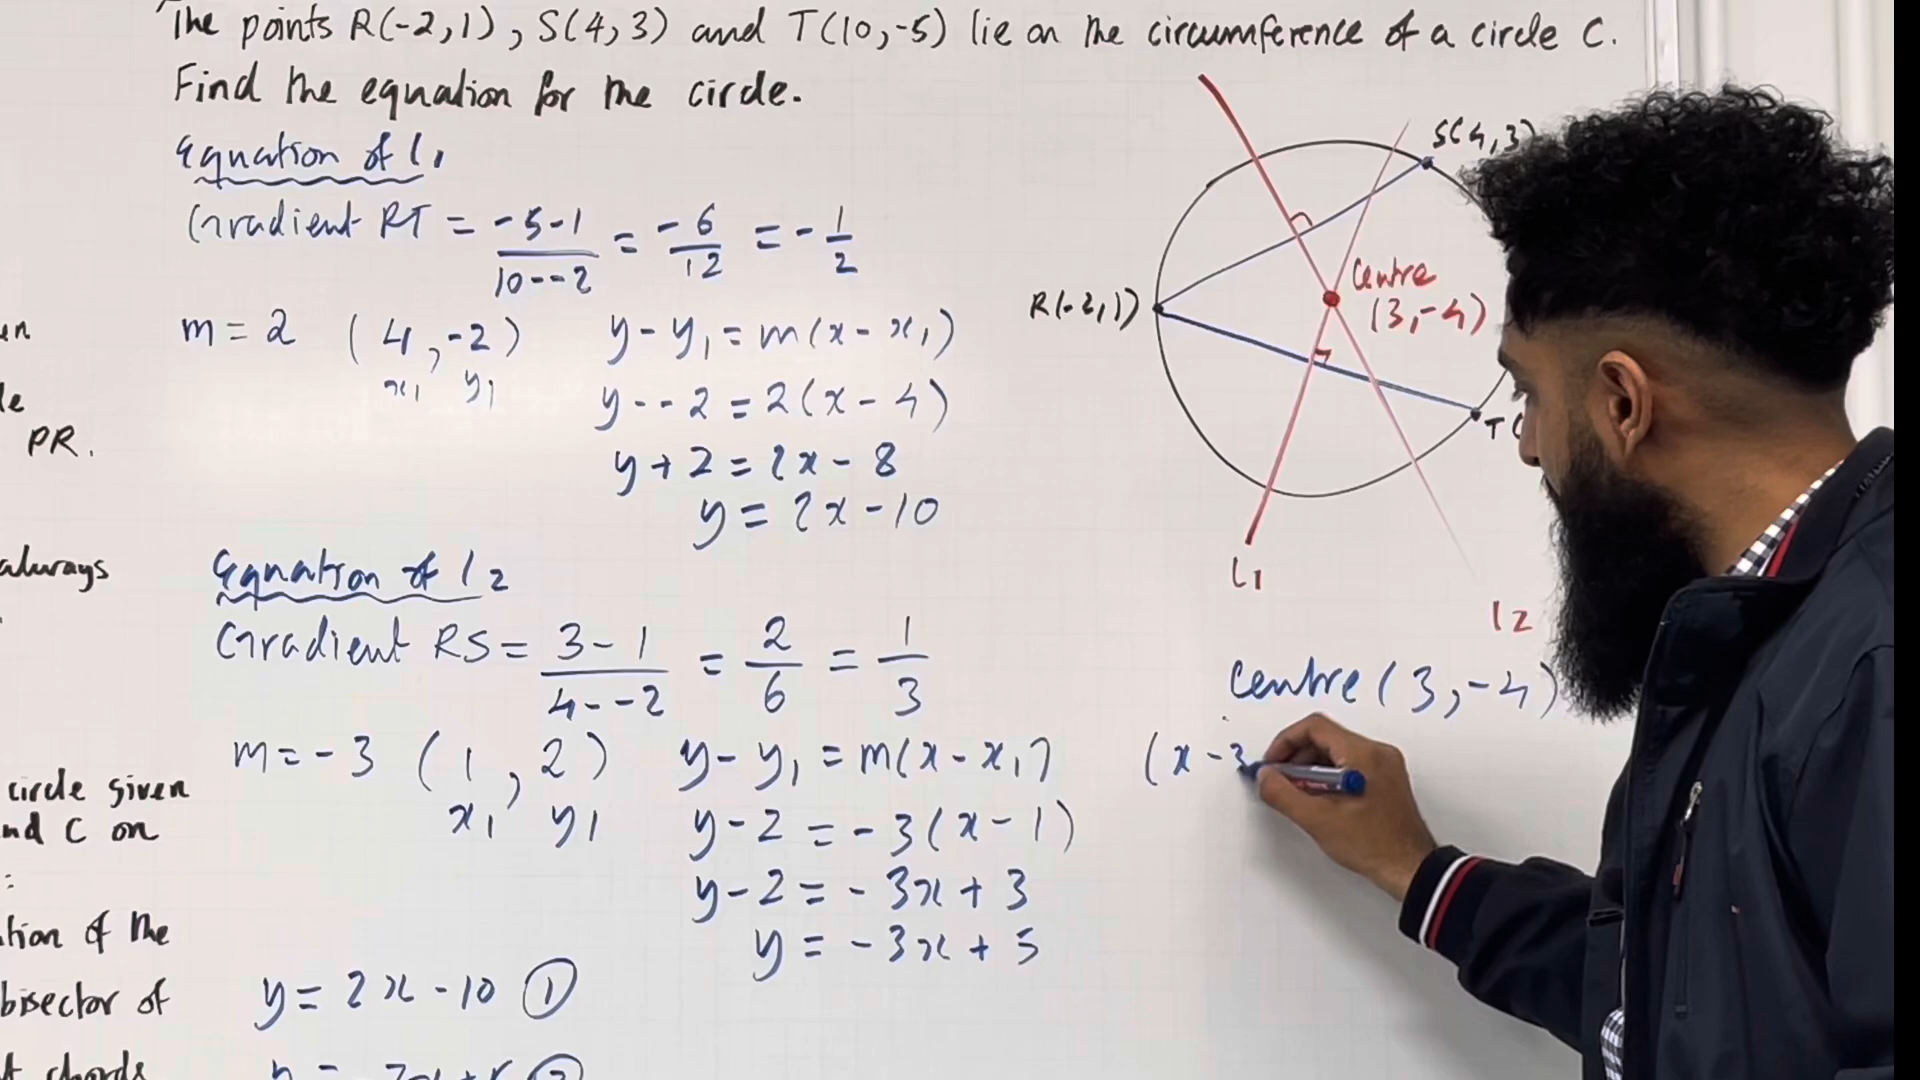 The points R(-2,1), S(4,3) and T(10,-5) lie on the circumference of a circle C.
Find the equation for the circle.
Equation of l1
Gradient RT = -5-1/10--2 = -6/12 = -1/2
m = 2 (4,-2) y - y1 = m(x - x1)
x1 y1
y--2 = 2(x-4)
y+2 = 2x-8
y = 2x-10
Equation of l2
Gradient RS = 3-1/4--2 = 2/6 = 1/3
m = -3 (1, 2) y - y1 = m(x - x1)
x1 y1
y-2 = -3(x-1)
y-2 = -3x+3
y = -3x+5
y = 2x-10 ①
S(4,3)
Centre
(3,-4)
R(-2,1)
T(
l1
l2
Centre (3,-4)
(x-3
PR.
always
circle given
and C on
:
of the
bisector of
chords